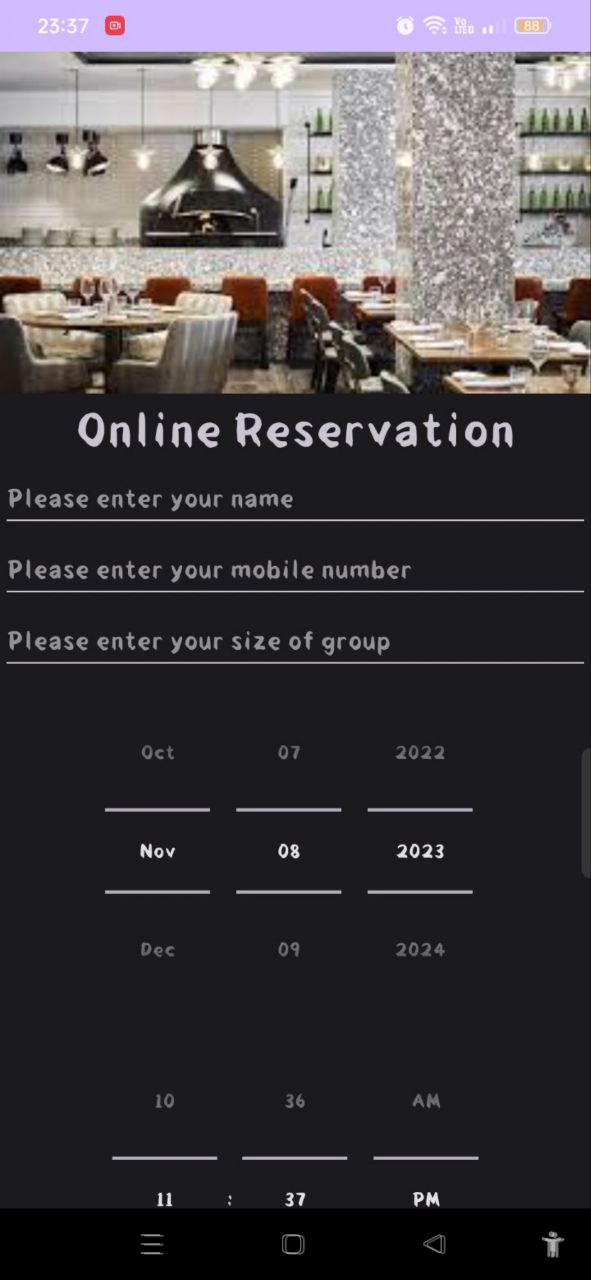 23:37
Vo
LTED
88
Online Reservation
Please enter your name
Please enter your mobile number
Please enter your size of group
Oct 07 2022
Nov 08 2023
Dec 09 2024
10 36 AM
11 : 37 PM